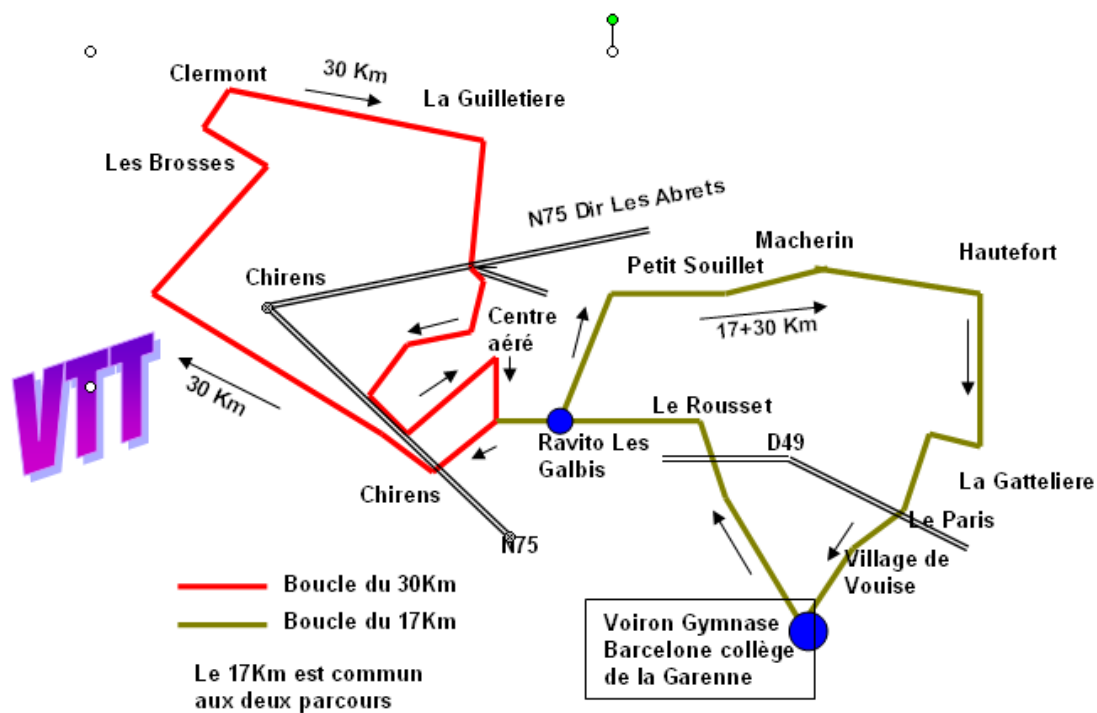 Clermont
30 Km
La Guilletiere
Les Brosses
N75 Dir Les Abrets
Macherin
Hautefort
Petit Souillet
Chirens
Centre
aéré
17+30 Km
VTT
30 Km
Le Rousset
Ravito Les
Galbis
D49
Chirens
La Gatteliere
Le Paris
N75
Village de
Vouise
Boucle du 30Km
Boucle du 17Km
Voiron Gymnase
Barcelone collège
de la Garenne
Le 17Km est commun
aux deux parcours